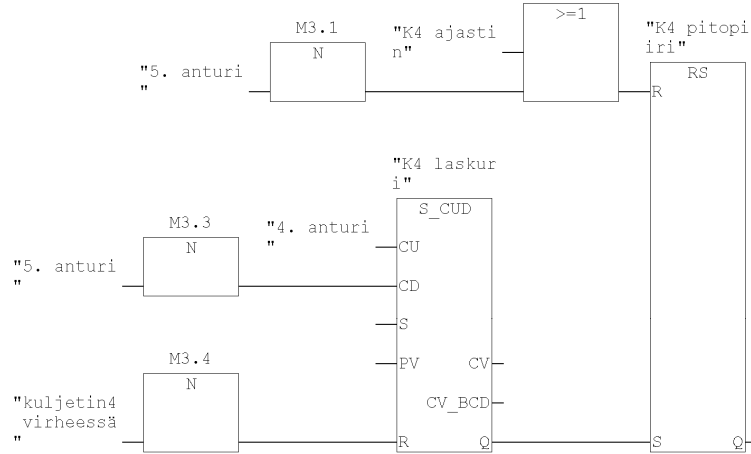 >=1
M3.1
"K4 ajasti
n"
"K4 pitopi
iri"
N
RS
"5. anturi
"
R
"K4 laskur
i"
S_CUD
M3.3
"4. anturi
"
N
CU
"5. anturi
"
CD
S
M3.4
PV
CV
N
"kuljetin4
virheessä
"
CV_BCD
R
Q
S
Q